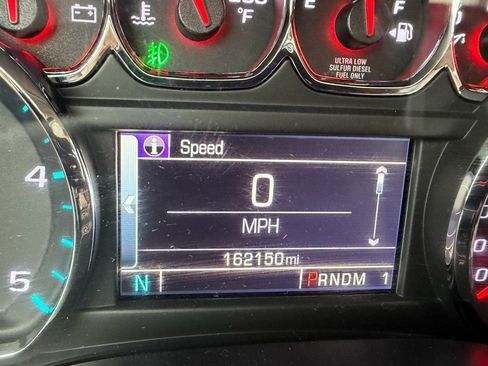 °F
E F
ULTRA LOW
SULFUR DIESEL
FUEL ONLY
4
5
Speed
0
MPH
162150mi
N PRNDM 1